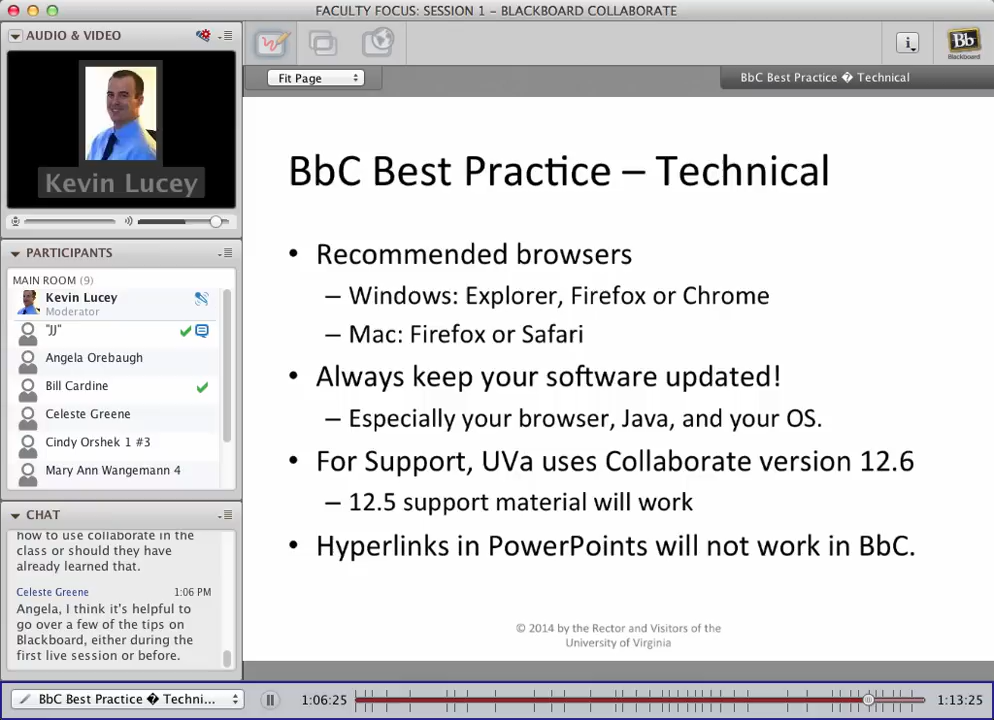 FACULTY FOCUS: SESSION 1 – BLACKBOARD COLLABORATE
AUDIO & VIDEO
Kevin Lucey
PARTICIPANTS
MAIN ROOM (9)
Kevin Lucey
Moderator
"JJ"
Angela Orebaugh
Bill Cardine
Celeste Greene
Cindy Orshek 1 #3
Mary Ann Wangemann 4
CHAT
how to use collaborate in the
class or should they have
already learned that.
Celeste Greene 1:06 PM
Angela, I think it's helpful to
go over a few of the tips on
Blackboard, either during the
first live session or before.
Fit Page
BbC Best Practice � Technical
Bb
Blackboard
BbC Best Practice – Technical
• Recommended browsers
– Windows: Explorer, Firefox or Chrome
– Mac: Firefox or Safari
• Always keep your software updated!
– Especially your browser, Java, and your OS.
• For Support, UVa uses Collaborate version 12.6
– 12.5 support material will work
• Hyperlinks in PowerPoints will not work in BbC.
© 2014 by the Rector and Visitors of the
University of Virginia
BbC Best Practice � Techni... 1:06:25 1:13:25